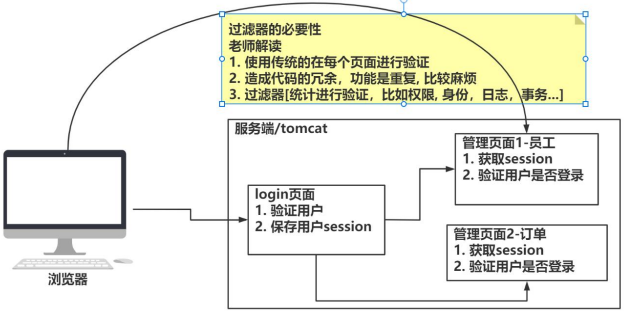 过滤器的必要性
老师解读
1. 使用传统的在每个页面进行验证
2. 造成代码的冗余，功能是重复, 比较麻烦
3. 过滤器[统计进行验证，比如权限, 身份，日志，事务...]
服务端/tomcat
管理页面1-员工
1. 获取session
2. 验证用户是否登录
login页面
1. 验证用户
2. 保存用户session
管理页面2-订单
1. 获取session
2. 验证用户是否登录
浏览器